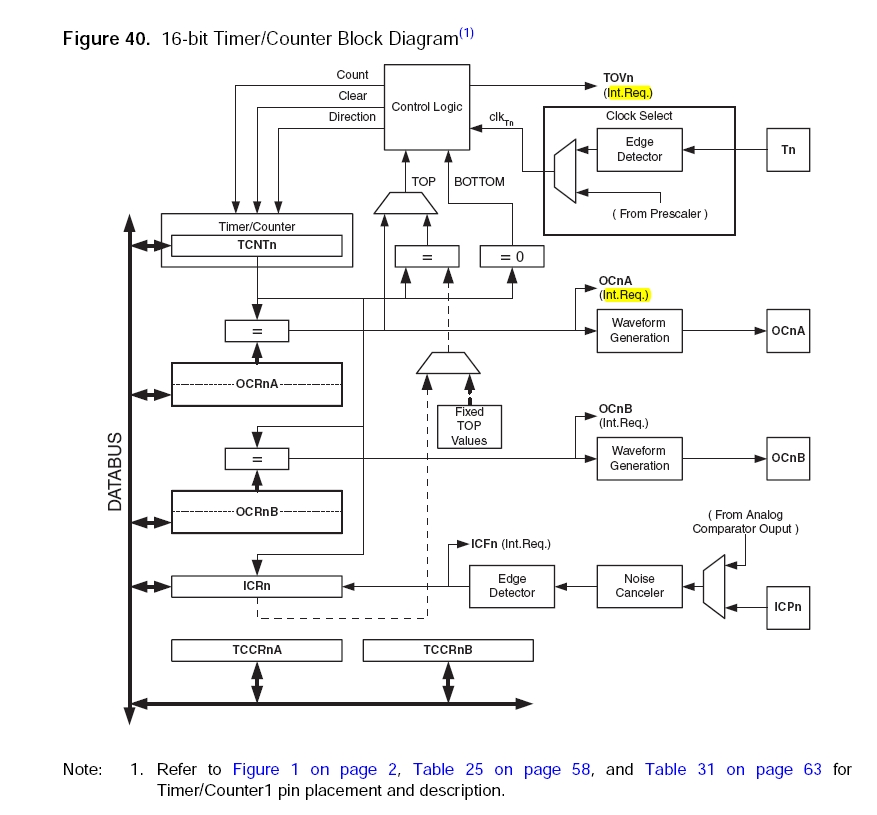 Figure 40. 16-bit Timer/Counter Block Diagram(1)
Count
Clear
Direction
Control Logic
TOVn
(Int.Req.)
clkTn
Clock Select
Edge
Detector
Tn
( From Prescaler )
TOP
BOTTOM
Timer/Counter
TCNTn
=
= 0
OCnA
(Int.Req.)
=
Waveform
Generation
OCnA
OCRnA
Fixed
TOP
Values
OCnB
(Int.Req.)
=
Waveform
Generation
OCnB
DATABUS
OCRnB
( From Analog
Comparator Ouput )
ICFn (Int.Req.)
ICRn
Edge
Detector
Noise
Canceler
ICPn
TCCRnA
TCCRnB
Note: 1. Refer to Figure 1 on page 2, Table 25 on page 58, and Table 31 on page 63 for
Timer/Counter1 pin placement and description.